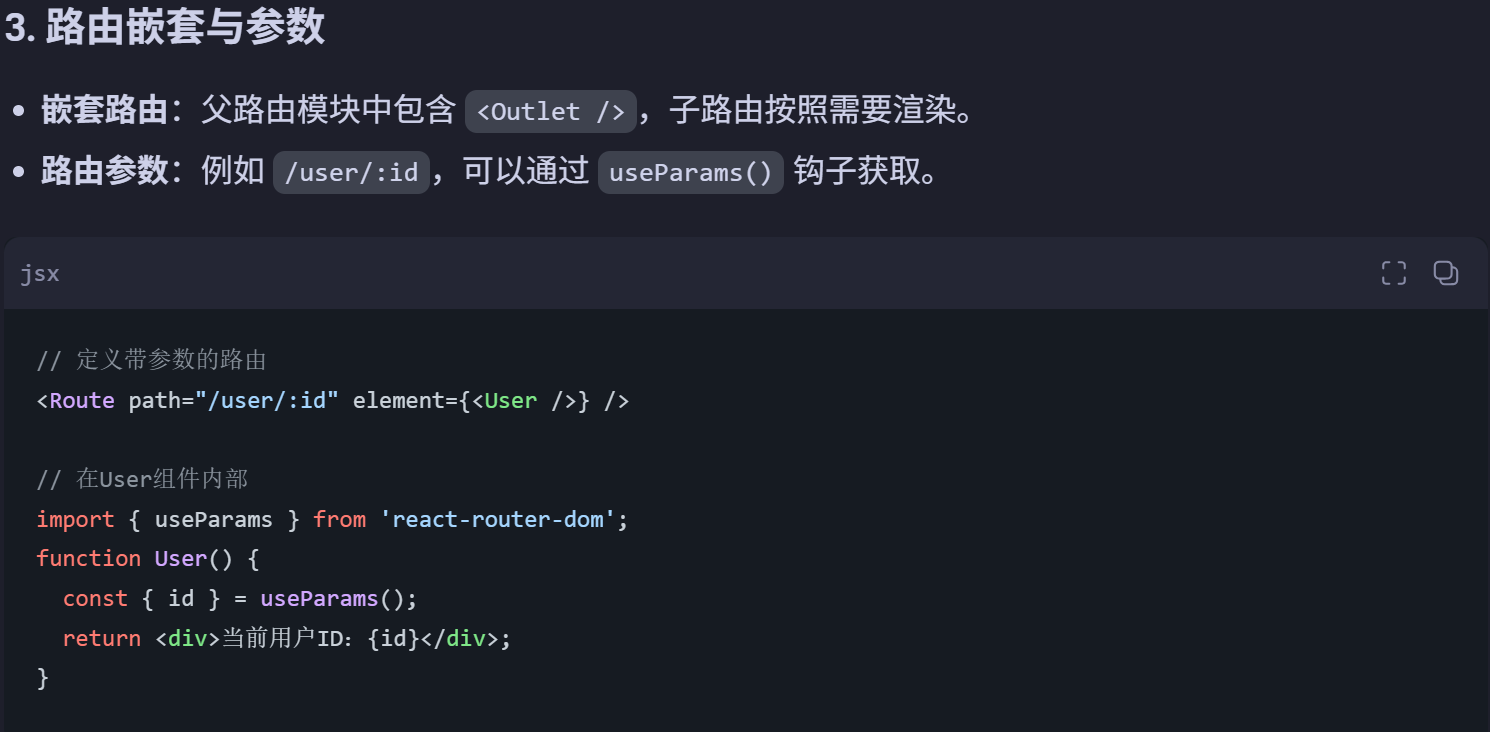 3. 路由嵌套与参数
• 嵌套路由：父路由模块中包含 <Outlet />，子路由按照需要渲染。
• 路由参数：例如 /user/:id，可以通过 useParams() 钩子获取。
jsx
// 定义带参数的路由
<Route path="/user/:id" element={<User />} />
// 在User组件内部
import { useParams } from 'react-router-dom';
function User() {
  const { id } = useParams();
  return <div>当前用户ID：{id}</div>;
}